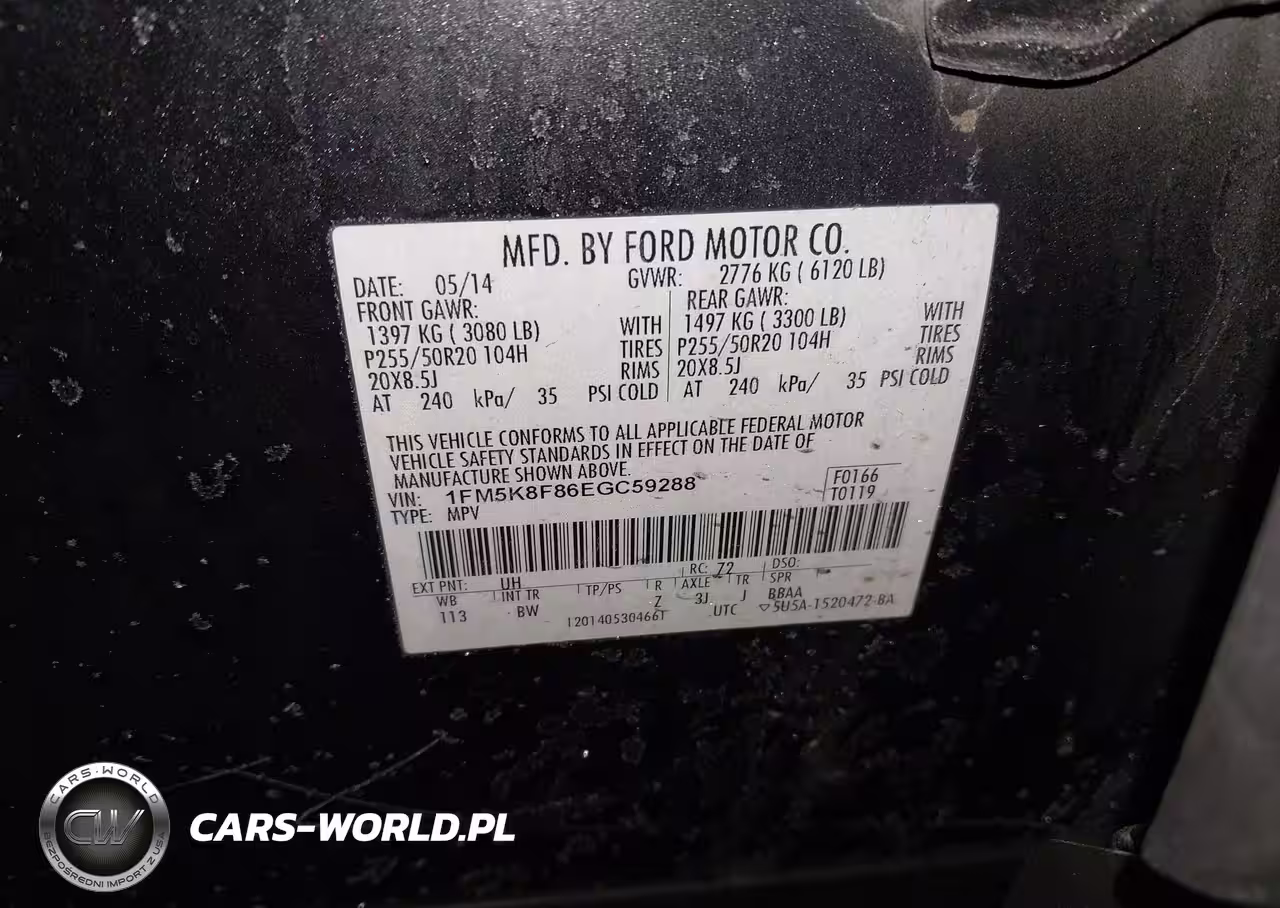 MFD. BY FORD MOTOR CO.
DATE: 05/14 GVWR: 2776 KG ( 6120 LB)
FRONT GAWR: REAR GAWR:
1397 KG ( 3080 LB) WITH 1497 KG ( 3300 LB) WITH
P255/50R20 104H TIRES P255/50R20 104H TIRES
20X8.5J RIMS 20X8.5J RIMS
AT 240 kPa/ 35 PSI COLD AT 240 kPa/ 35 PSI COLD
THIS VEHICLE CONFORMS TO ALL APPLICABLE FEDERAL MOTOR
VEHICLE SAFETY STANDARDS IN EFFECT ON THE DATE OF
MANUFACTURE SHOWN ABOVE.
VIN: 1FM5K8F86EGC59288 F0166
TYPE: MPV T0119
EXT PNT: UH RC: 72 DSO:
WB INT TR TP/PS R AXLE TR SPR
113 BW Z 3J J BBAA
12014053046​6T UTC ▽5U5A-1520472-BA
CARS-WORLD
CW
BEZPOŚREDNI IMPORT Z USA
CARS-WORLD.PL